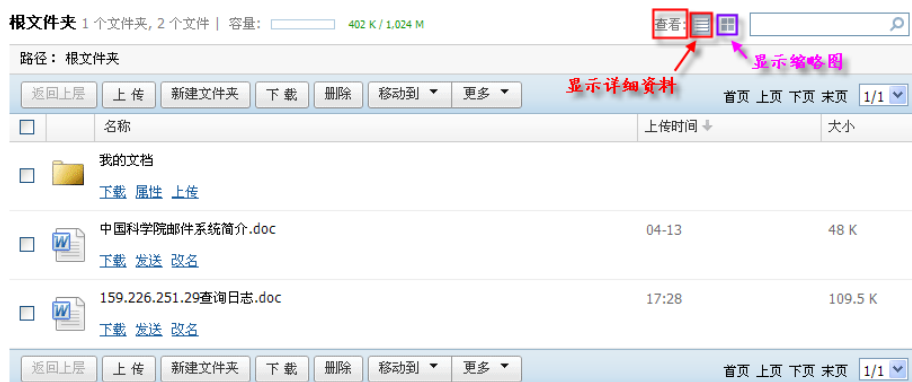 根文件夹 1 个文件夹, 2 个文件 | 容量: 402 K / 1,024 M 查看:
显示缩略图
路径: 根文件夹
显示详细资料
返回上层 上传 新建文件夹 下载 删除 移动到 更多 首页 上页 下页 末页 1/1
名称 上传时间 大小
我的文档
下载 属性 上传
中国科学院邮件系统简介.doc 04-13 48 K
下载 发送 改名
159.226.251.29查询日志.doc 17:28 109.5 K
下载 发送 改名
返回上层 上传 新建文件夹 下载 删除 移动到 更多 首页 上页 下页 末页 1/1